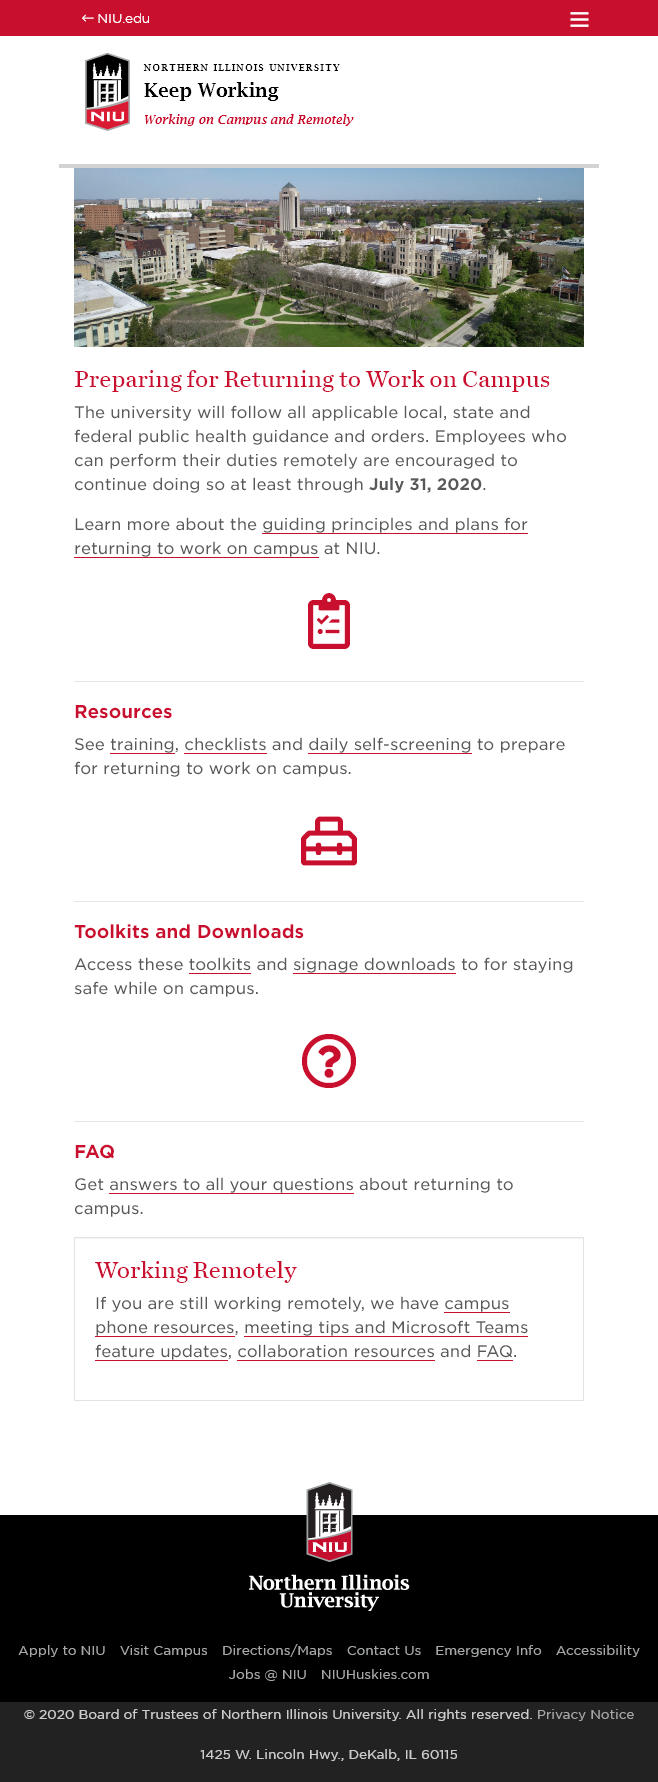 ← NIU.edu
NORTHERN ILLINOIS UNIVERSITY
Keep Working
Working on Campus and Remotely
NIU
Preparing for Returning to Work on Campus
The university will follow all applicable local, state and
federal public health guidance and orders. Employees who
can perform their duties remotely are encouraged to
continue doing so at least through July 31, 2020.
Learn more about the guiding principles and plans for
returning to work on campus at NIU.
Resources
See training, checklists and daily self-screening to prepare
for returning to work on campus.
Toolkits and Downloads
Access these toolkits and signage downloads to for staying
safe while on campus.
FAQ
Get answers to all your questions about returning to
campus.
Working Remotely
If you are still working remotely, we have campus
phone resources, meeting tips and Microsoft Teams
feature updates, collaboration resources and FAQ.
NIU
Northern Illinois
University
Apply to NIU Visit Campus Directions/Maps Contact Us Emergency Info Accessibility
Jobs @ NIU NIUHuskies.com
© 2020 Board of Trustees of Northern Illinois University. All rights reserved. Privacy Notice
1425 W. Lincoln Hwy., DeKalb, IL 60115